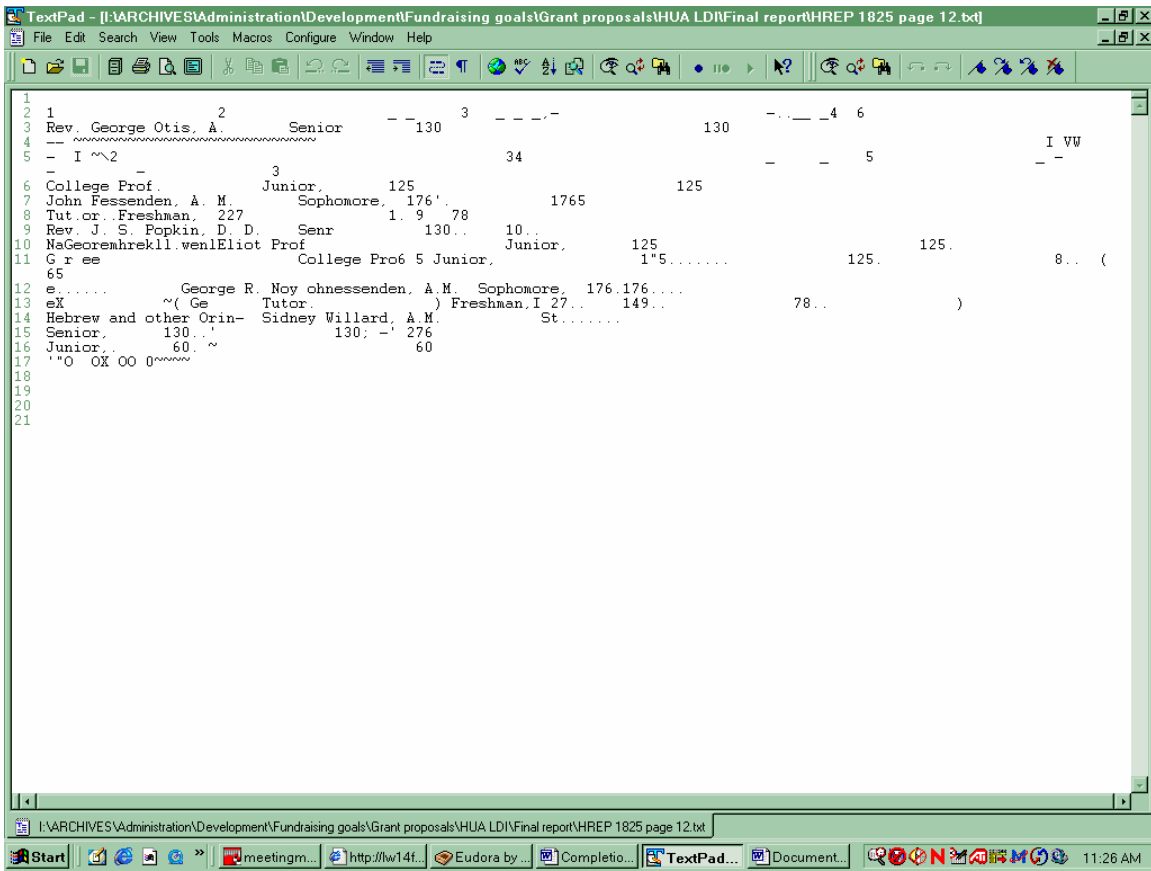 TextPad - [I:\ARCHIVES\Administration\Development\Fundraising goals\Grant proposals\HUA LDI\Final report\HREP 1825 page 12.txt]
File Edit Search View Tools Macros Configure Window Help
1
2 1 2 _ _ 3 _ _ _,- -..__ _4 6
3 Rev. George Otis, A. Senior 130 130
4 -- ~~~~~~~~~~~~~~~~~~~~~~~~~~~~~~~ I VW
5 - I ~\2 34 _ _ 5 _ -
- - 3
6 College Prof. Junior, 125 125
7 John Fessenden, A. M. Sophomore, 176'. 1765
8 Tut.or..Freshman, 227 1. 9 78
9 Rev. J. S. Popkin, D. D. Senr 130.. 10..
10 NaGeoremhrekll.wenlEliot Prof Junior, 125 125.
11 G r ee College Pro6 5 Junior, 1"5....... 125. 8.. (
65
12 e...... George R. Noy ohnessenden, A.M. Sophomore, 176.176....
13 eX ~( Ge Tutor. ) Freshman,I 27.. 149.. 78.. )
14 Hebrew and other Orin- Sidney Willard, A.M. St.......
15 Senior, 130..' 130; -' 276
16 Junior,. 60. ~ 60
17 '"O OX OO 0~~~~
18
19
20
21
I:\ARCHIVES\Administration\Development\Fundraising goals\Grant proposals\HUA LDI\Final report\HREP 1825 page 12.txt
Start » meetingm... http://lw14f... Eudora by ... Completio... TextPad... Document... 11:26 AM